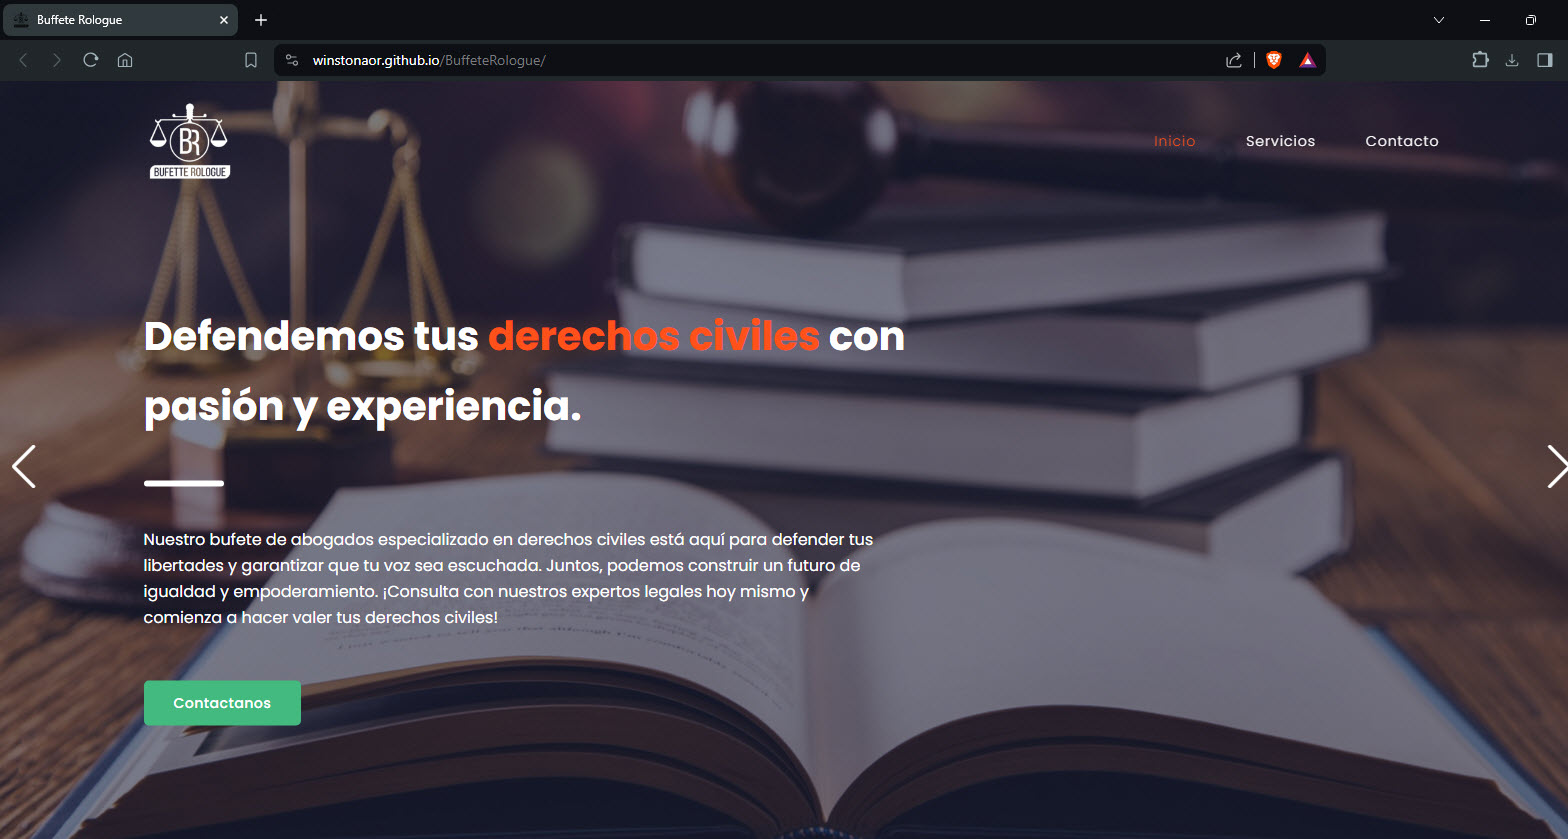 Buffete Rologue
winstonaor.github.io/BuffeteRologue/
BR
BUFETTE ROLOGUE
Inicio
Servicios
Contacto
Defendemos tus derechos civiles con
pasión y experiencia.
Nuestro bufete de abogados especializado en derechos civiles está aquí para defender tus
libertades y garantizar que tu voz sea escuchada. Juntos, podemos construir un futuro de
igualdad y empoderamiento. ¡Consulta con nuestros expertos legales hoy mismo y
comienza a hacer valer tus derechos civiles!
Contactanos